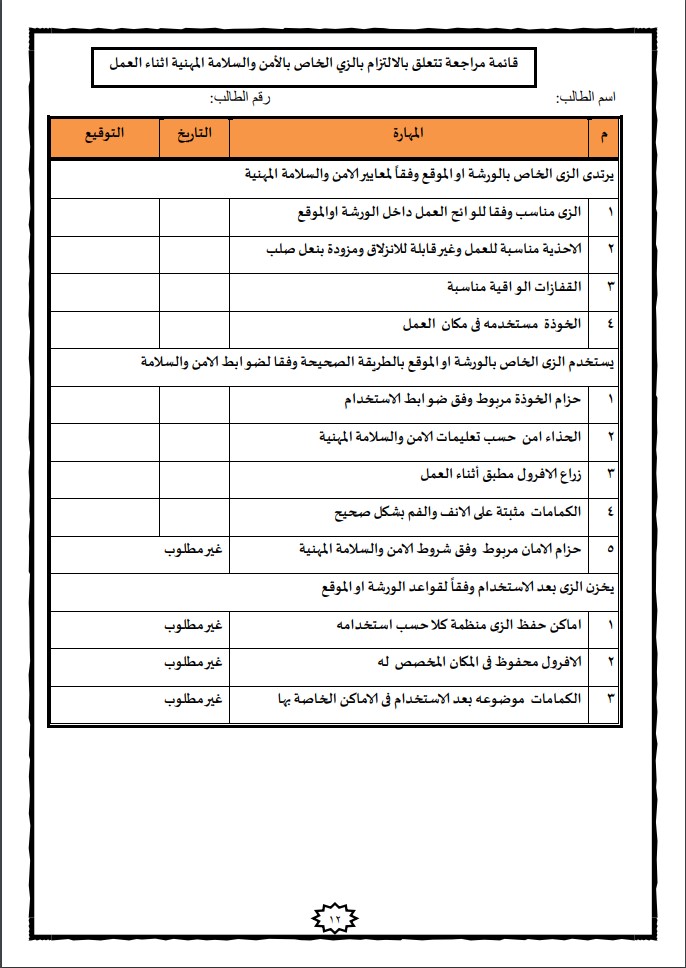 قائمة مراجعة تتعلق بالالتزام بالزي الخاص بالأمن والسلامة المهنية اثناء العمل
اسم الطالب: رقم الطالب:
م المهارة التاريخ التوقيع
يرتدى الزى الخاص بالورشة او الموقع وفقاً لمعايير الامن والسلامة المهنية
١ الزى مناسب وفقا للوائح العمل داخل الورشة اوالموقع
٢ الاحذية مناسبة للعمل وغير قابلة للانزلاق ومزودة بنعل صلب
٣ القفازات الواقية مناسبة
٤ الخوذة مستخدمه فى مكان العمل
يستخدم الزى الخاص بالورشة او الموقع بالطريقة الصحيحة وفقا لضوابط الامن والسلامة
١ حزام الخوذة مربوط وفق ضوابط الاستخدام
٢ الحذاء امن حسب تعليمات الامن والسلامة المهنية
٣ زراع الافرول مطبق أثناء العمل
٤ الكمامات مثبتة على الانف والفم بشكل صحيح
٥ حزام الامان مربوط وفق شروط الامن والسلامة المهنية غير مطلوب
يخزن الزى بعد الاستخدام وفقاً لقواعد الورشة او الموقع
١ اماكن حفظ الزى منظمة كلا حسب استخدامه غير مطلوب
٢ الافرول محفوظ فى المكان المخصص له غير مطلوب
٣ الكمامات موضوعه بعد الاستخدام فى الاماكن الخاصة بها غير مطلوب
١٢